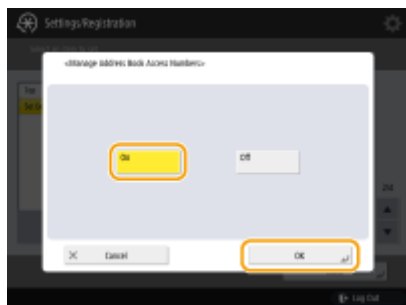 Settings/Registration
<Manage Address Book Access Numbers>
On
Off
Cancel
OK
Log Out